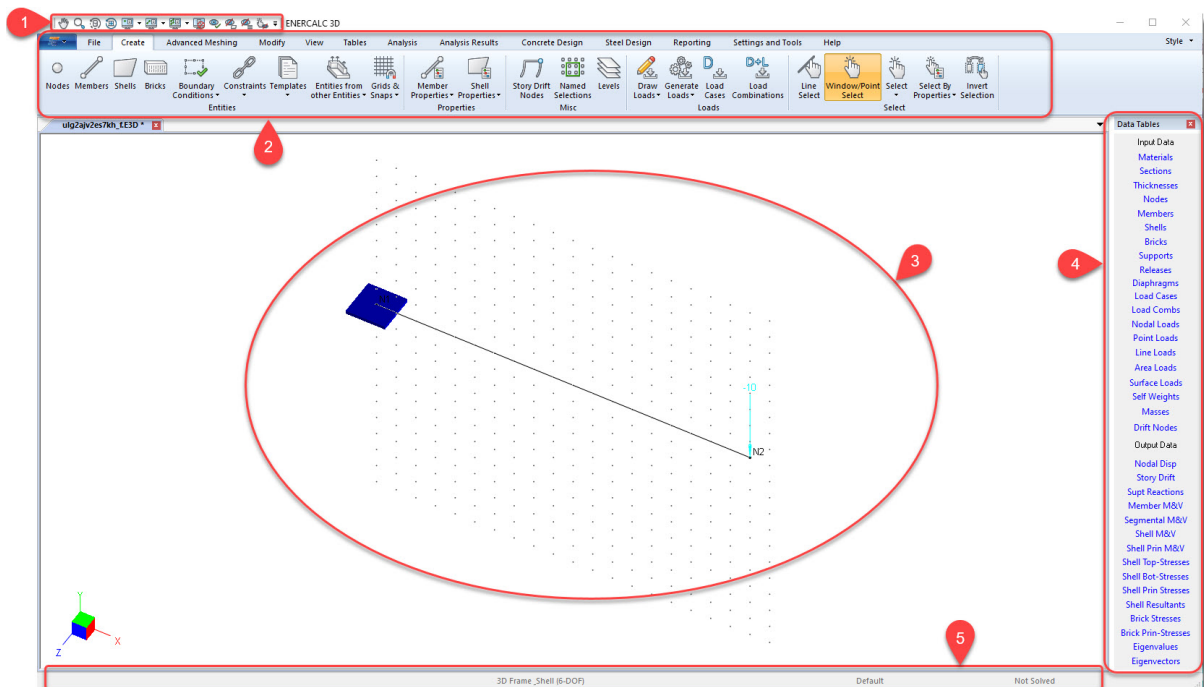 1
ENERCALC 3D
File Create Advanced Meshing Modify View Tables Analysis Analysis Results Concrete Design Steel Design Reporting Settings and Tools Help Style
Nodes Members Shells Bricks Boundary Conditions Constraints Templates Entities from other Entities Grids & Snaps Member Properties Shell Properties Story Drift Nodes Named Selections Levels Draw Loads Generate Loads Load Cases Load Combinations Line Select Window/Point Select Select Select By Properties Invert Selection
D D+L
Entities Properties Misc Loads Select
ulg2ajv2es7kh_f.E3D *
2
3
4
5
-10
N2
Y
X
Z
Data Tables
Input Data
Materials
Sections
Thicknesses
Nodes
Members
Shells
Bricks
Supports
Releases
Diaphragms
Load Cases
Load Combs
Nodal Loads
Point Loads
Line Loads
Area Loads
Surface Loads
Self Weights
Masses
Drift Nodes
Output Data
Nodal Disp
Story Drift
Supt Reactions
Member M&V
Segmental M&V
Shell M&V
Shell Prin M&V
Shell Top-Stresses
Shell Bot-Stresses
Shell Prin Stresses
Shell Resultants
Brick Stresses
Brick Prin-Stresses
Eigenvalues
Eigenvectors
3D Frame _Shell (6-DOF) Default Not Solved